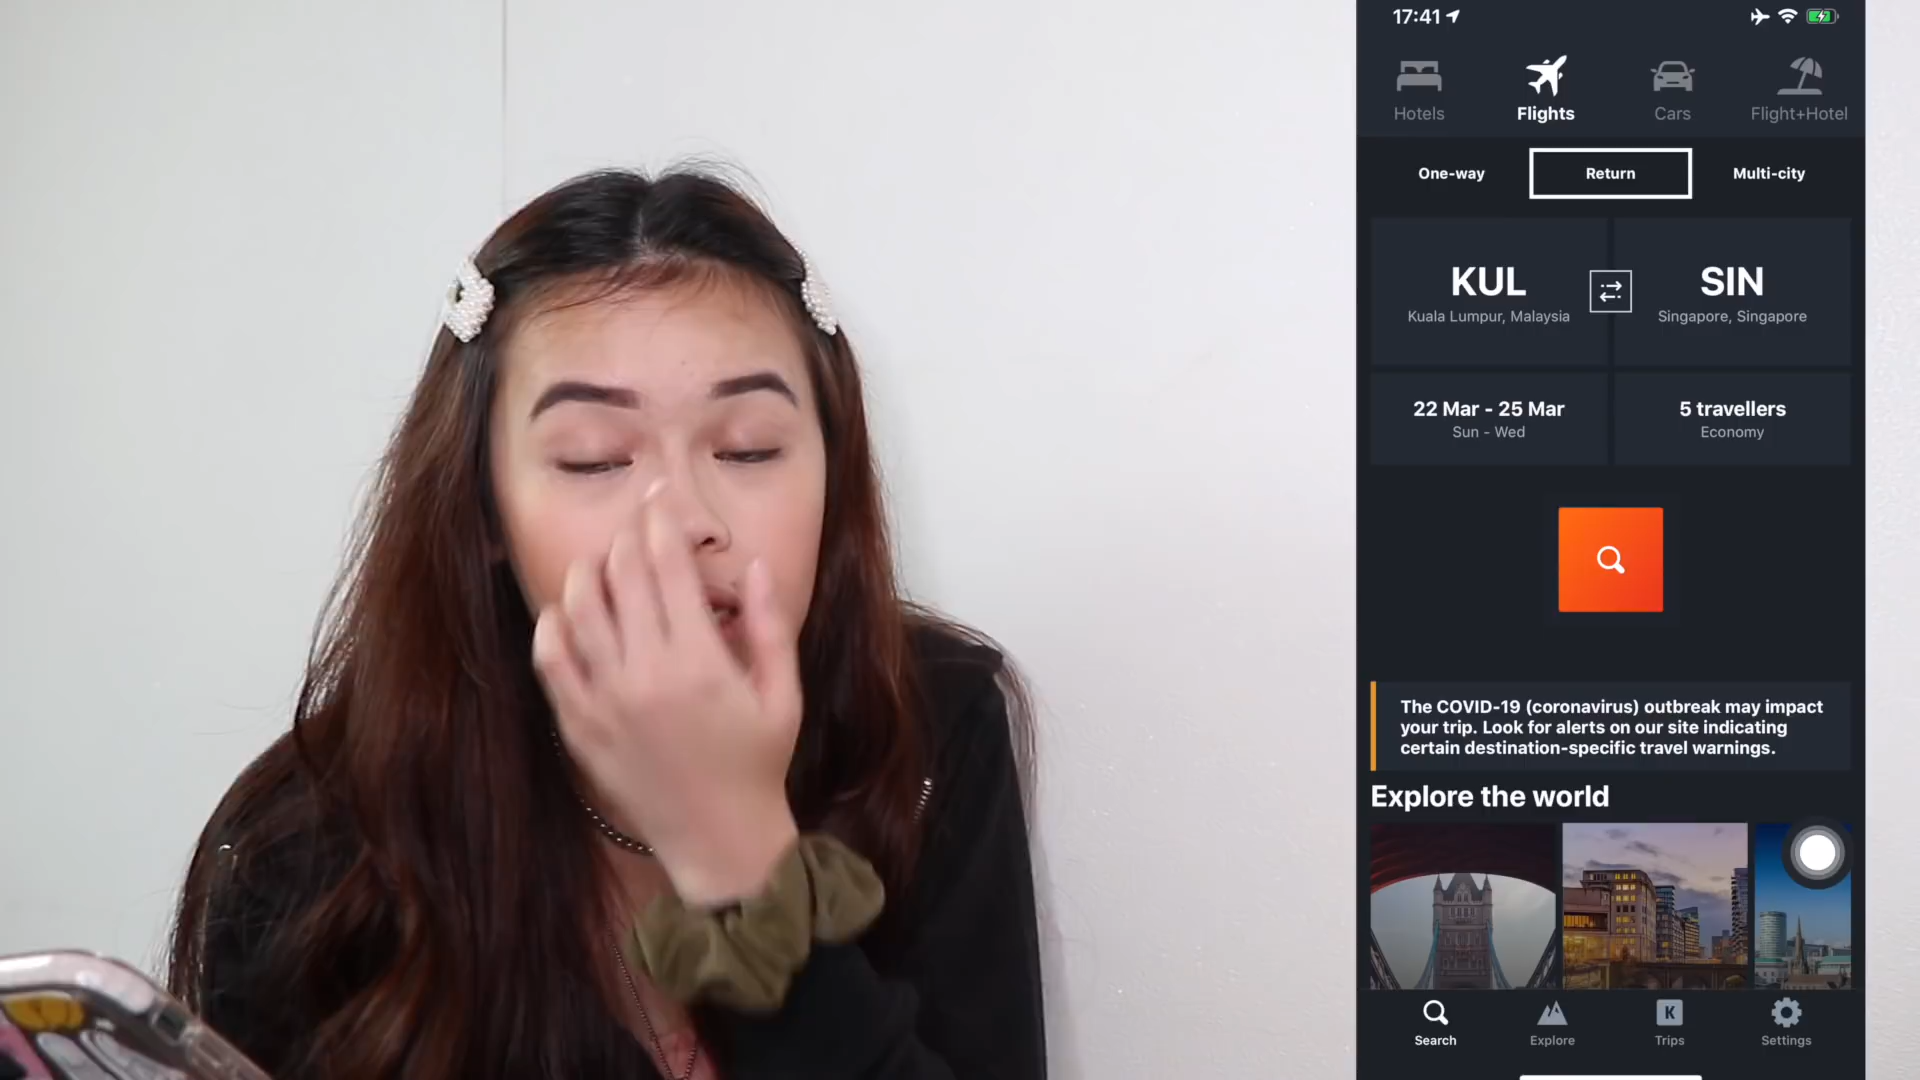 17:41
Hotels
Flights
Cars
Flight+Hotel
One-way
Return
Multi-city
KUL
Kuala Lumpur, Malaysia
SIN
Singapore, Singapore
22 Mar - 25 Mar
Sun - Wed
5 travellers
Economy
The COVID-19 (coronavirus) outbreak may impact
your trip. Look for alerts on our site indicating
certain destination-specific travel warnings.
Explore the world
Search
Explore
K
Trips
Settings